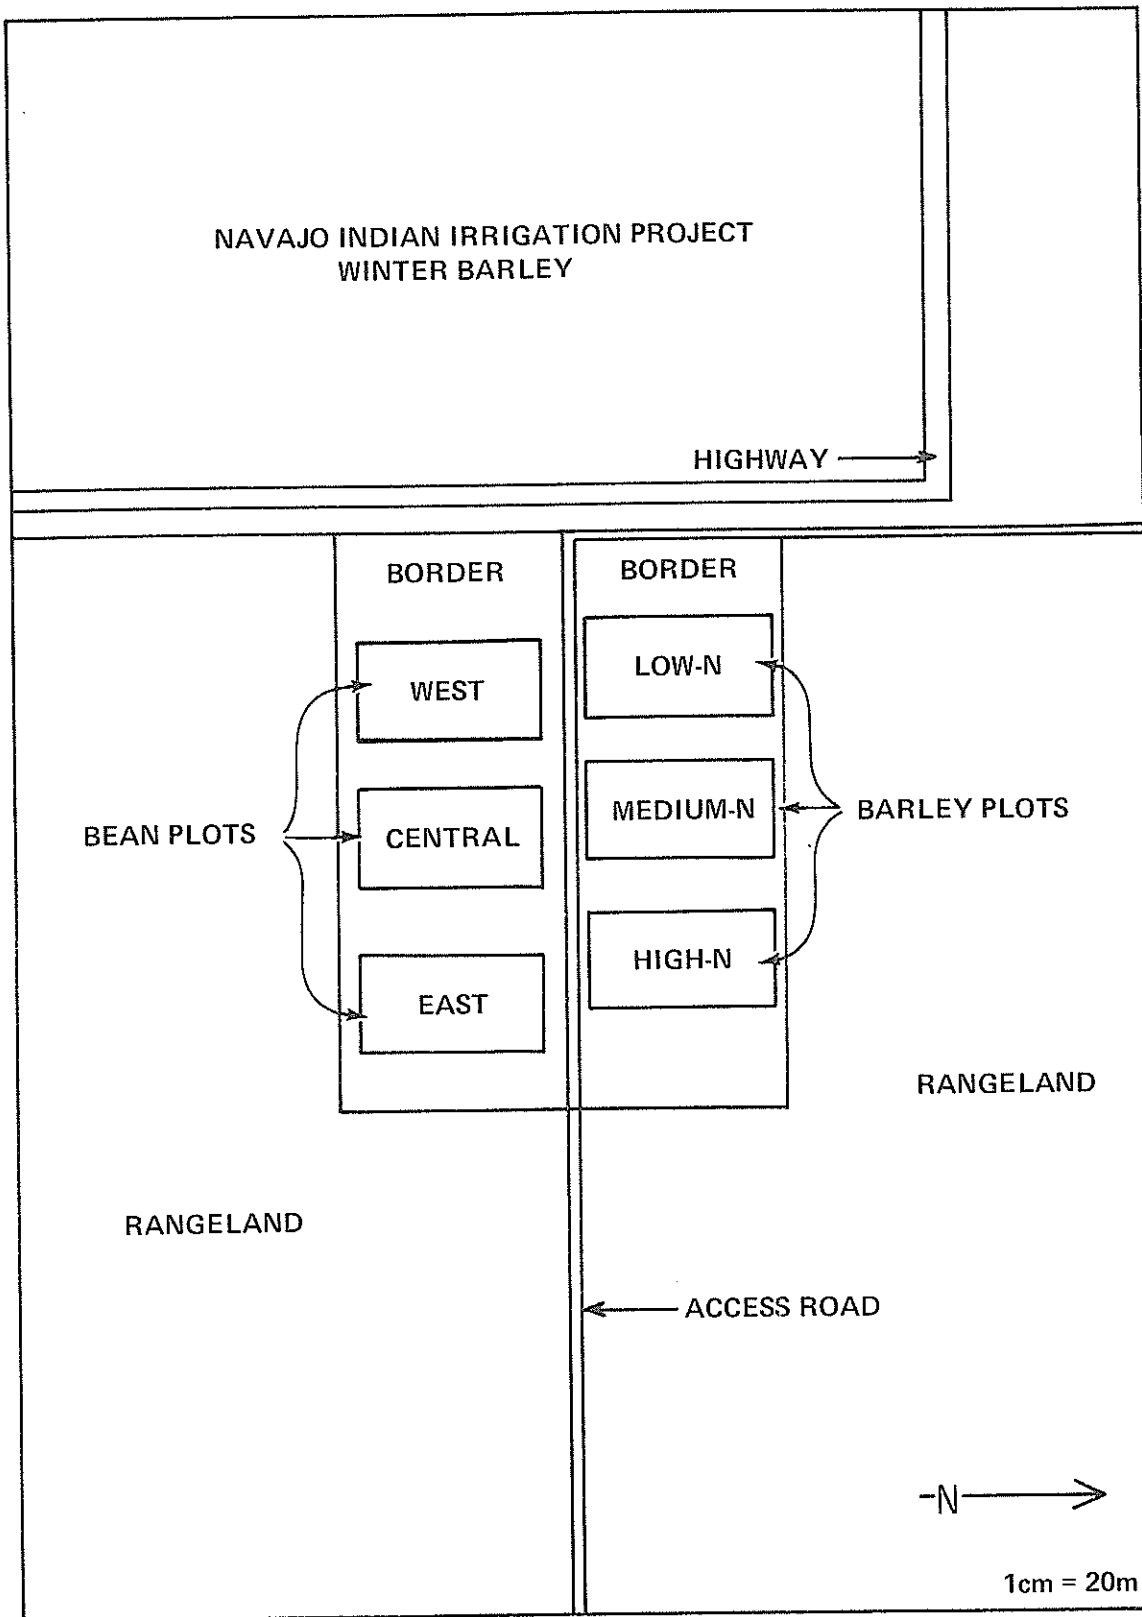 NAVAJO INDIAN IRRIGATION PROJECT
WINTER BARLEY
HIGHWAY
BORDER
BORDER
WEST
LOW-N
BEAN PLOTS
CENTRAL
MEDIUM-N
BARLEY PLOTS
EAST
HIGH-N
RANGELAND
RANGELAND
ACCESS ROAD
N
1cm = 20m